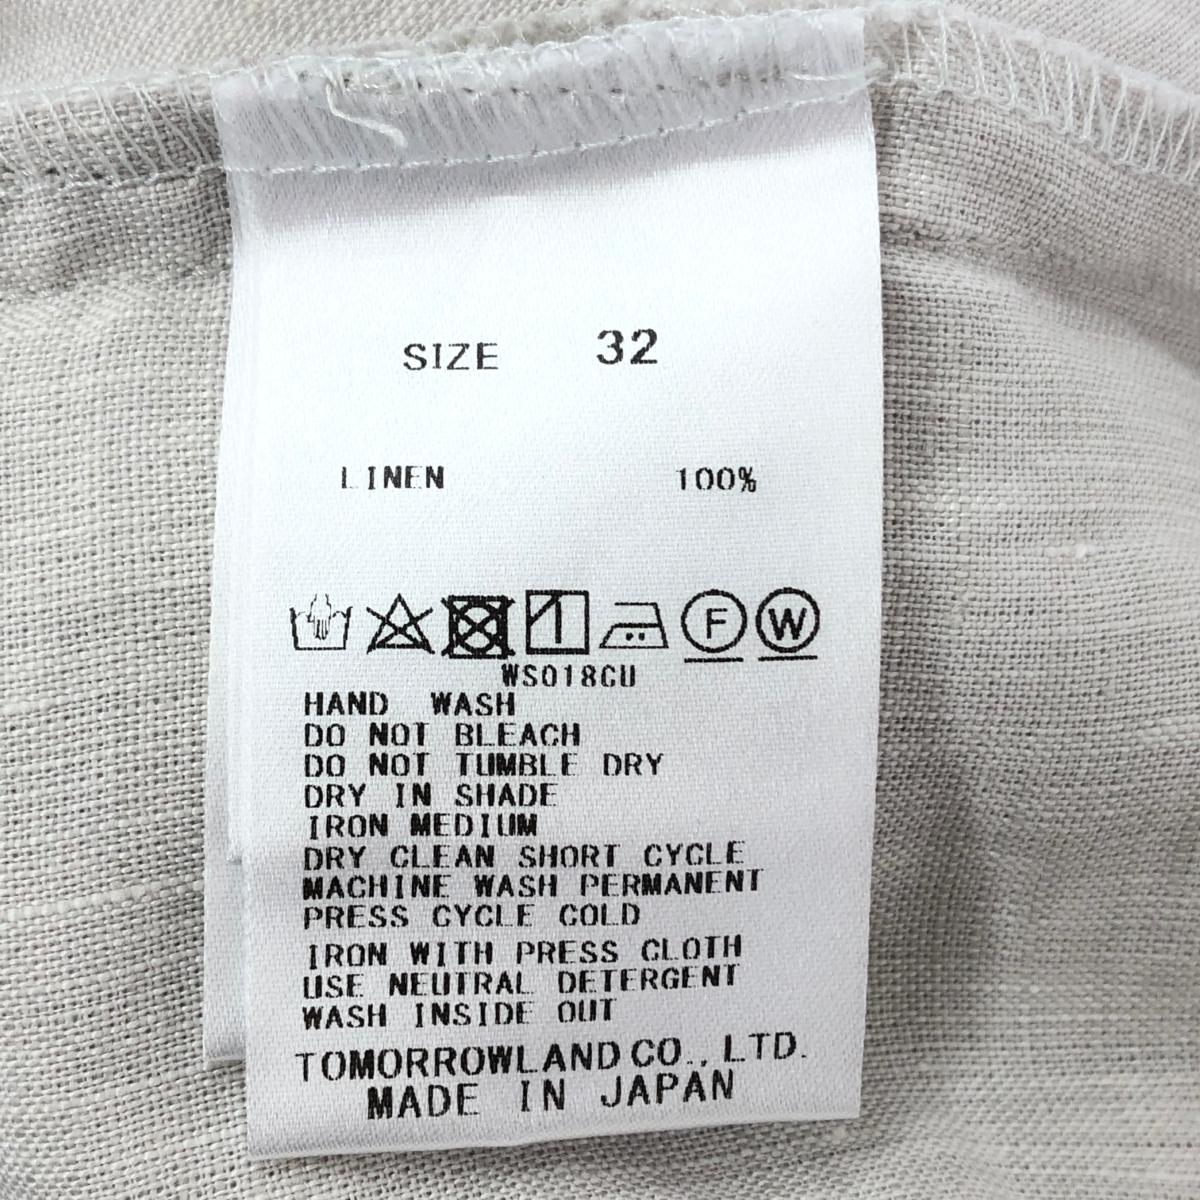 SIZE 32
LINEN 100%
F W
WS018CU
HAND WASH
DO NOT BLEACH
DO NOT TUMBLE DRY
DRY IN SHADE
IRON MEDIUM
DRY CLEAN SHORT CYCLE
MACHINE WASH PERMANENT
PRESS CYCLE COLD
IRON WITH PRESS CLOTH
USE NEUTRAL DETERGENT
WASH INSIDE OUT
TOMORROWLAND CO., LTD.
MADE IN JAPAN